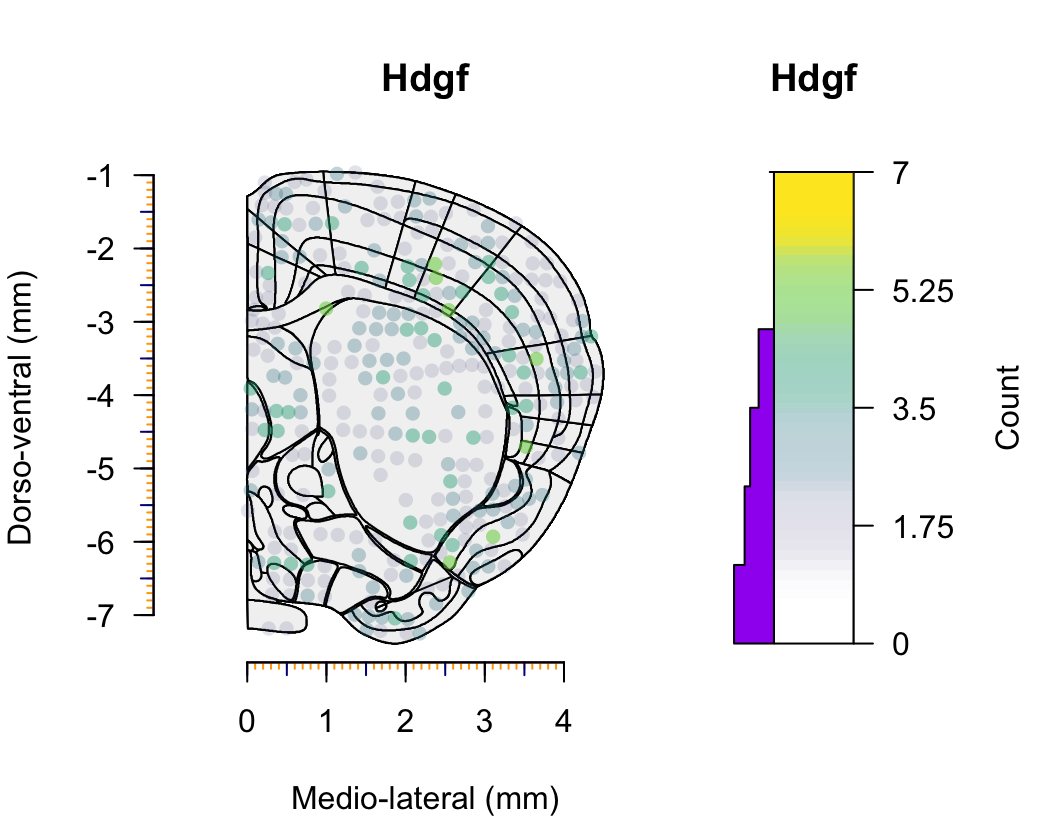 Hdgf
Hdgf
-1
-2
-3
-4
-5
-6
-7
Dorso-ventral (mm)
0 1 2 3 4
Medio-lateral (mm)
7
5.25
3.5
1.75
0
Count